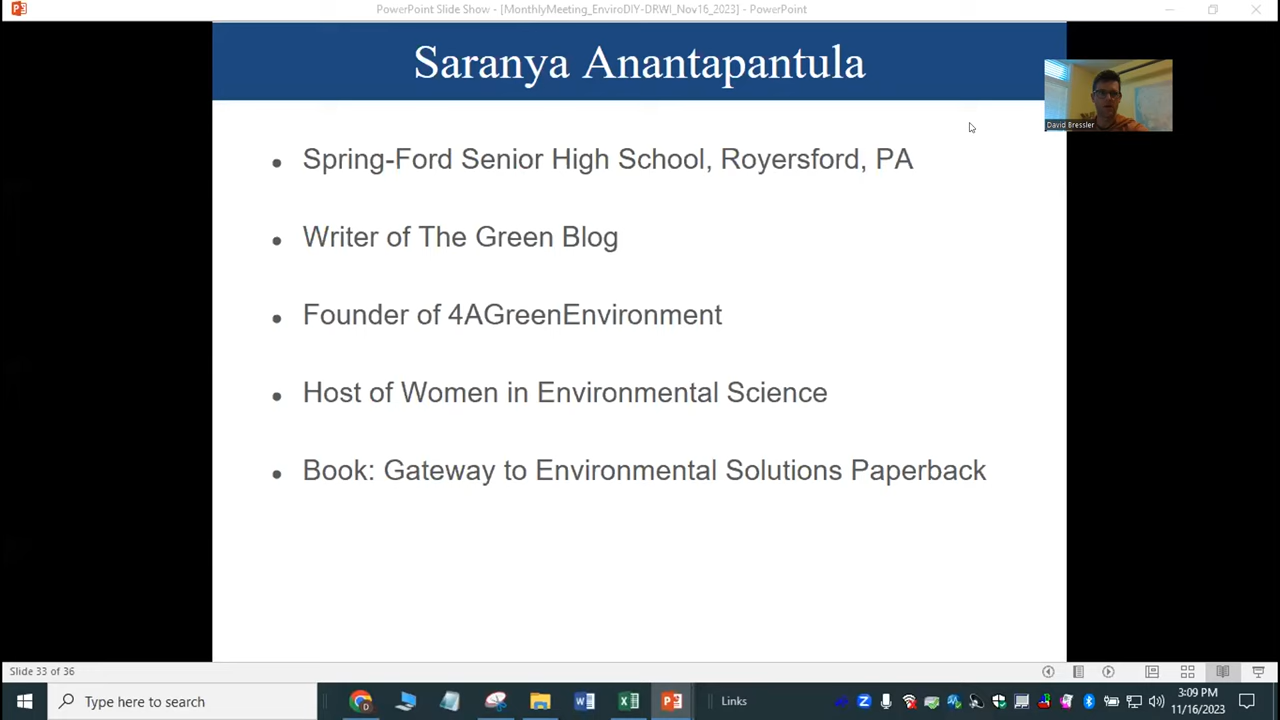 PowerPoint Slide Show - [MonthlyMeeting_EnviroDIY-DRWI_Nov16_2023] - PowerPoint
Saranya Anantapantula
David Bressler
• Spring-Ford Senior High School, Royersford, PA
• Writer of The Green Blog
• Founder of 4AGreenEnvironment
• Host of Women in Environmental Science
• Book: Gateway to Environmental Solutions Paperback
Slide 33 of 36
Type here to search
Links
3:09 PM
11/16/2023